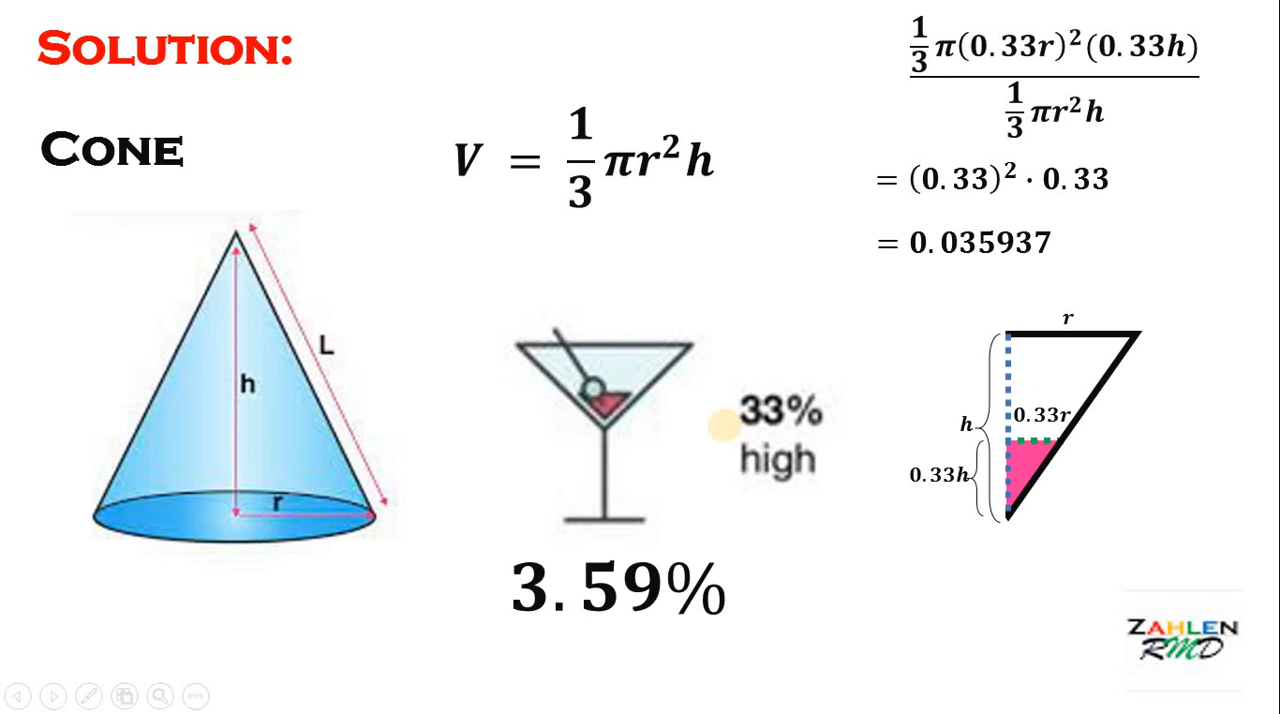 SOLUTION:
CONE
V = 1/3 πr²h
L
h
r
33%
high
3.59%
1/3 π(0.33r)²(0.33h)
1/3 πr²h
= (0.33)² · 0.33
= 0.035937
r
0.33r
h
0.33h
ZAHLEN
RMD